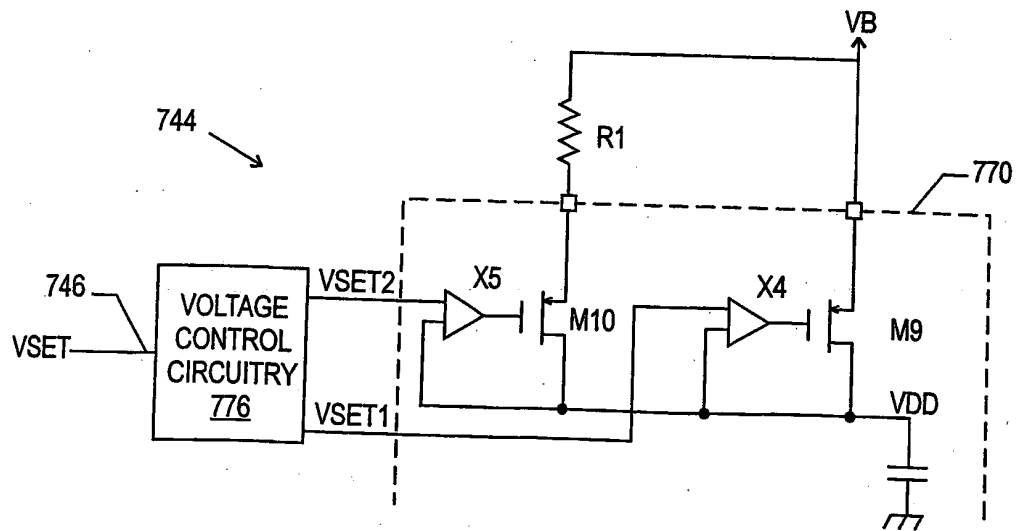 VB
744
R1
770
746
VSET2
X5
X4
VOLTAGE
CONTROL
CIRCUITRY
776
M10
M9
VSET
VSET1
VDD